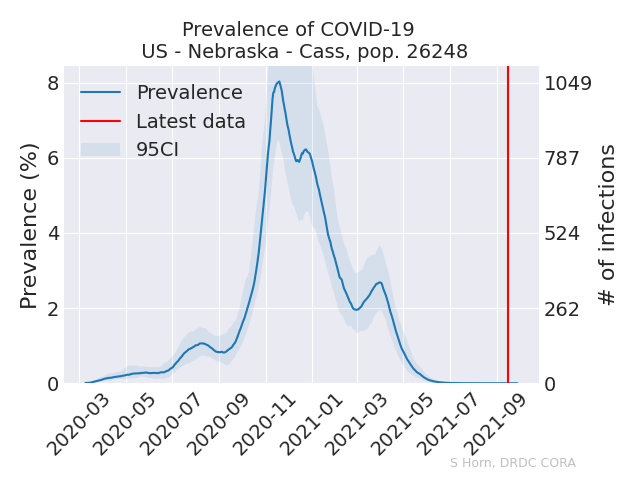 Prevalence of COVID-19
US - Nebraska - Cass, pop. 26248
Prevalence
Latest data
95CI
Prevalence (%)
8
6
4
2
0
1049
787
524
262
0
# of infections
2020-03
2020-05
2020-07
2020-09
2020-11
2021-01
2021-03
2021-05
2021-07
2021-09
S Horn, DRDC CORA